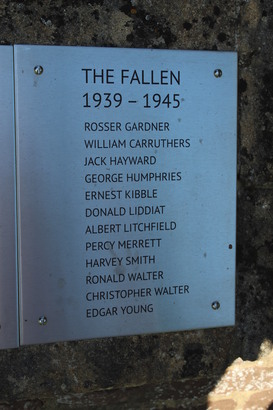 THE FALLEN
1939 – 1945
ROSSER GARDNER
WILLIAM CARRUTHERS
JACK HAYWARD
GEORGE HUMPHRIES
ERNEST KIBBLE
DONALD LIDDIAT
ALBERT LITCHFIELD
PERCY MERRETT
HARVEY SMITH
RONALD WALTER
CHRISTOPHER WALTER
EDGAR YOUNG